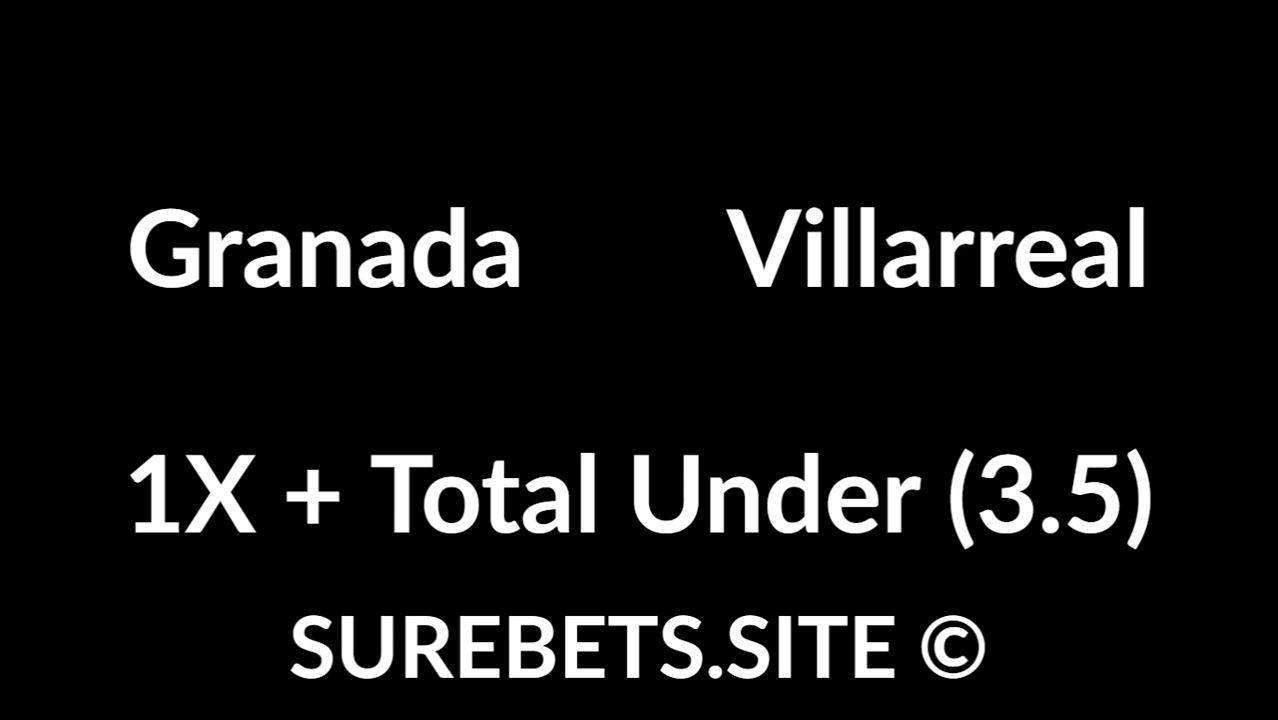 Granada Villarreal
1X + Total Under (3.5)
SUREBETS.SITE ©